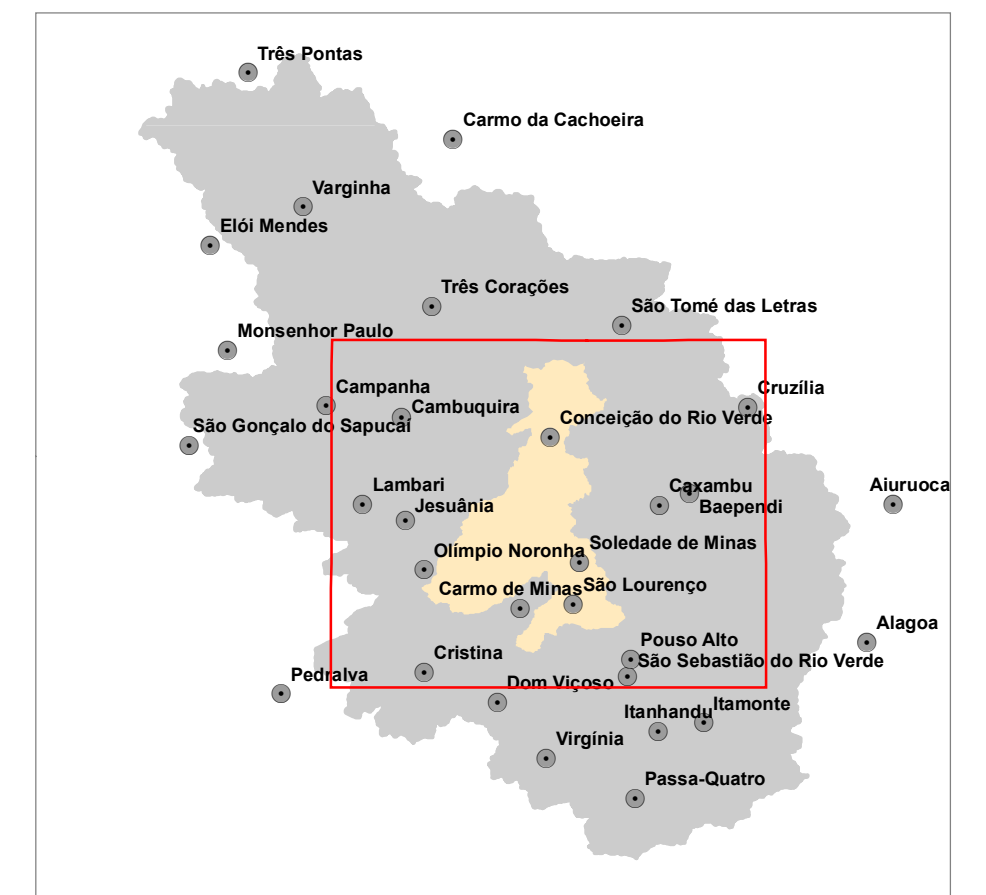 Três Pontas
Carmo da Cachoeira
Varginha
Elói Mendes
Três Corações
São Tomé das Letras
Monsenhor Paulo
Campanha
Cruzília
Cambuquira
Conceição do Rio Verde
São Gonçalo do Sapucaí
Lambari
Caxambu
Aiuruoca
Jesuânia
Baependi
Soledade de Minas
Olímpio Noronha
Carmo de Minas
São Lourenço
Alagoa
Pouso Alto
Cristina
São Sebastião do Rio Verde
Pedralva
Dom Viçoso
Itamonte
Itanhandu
Virgínia
Passa-Quatro